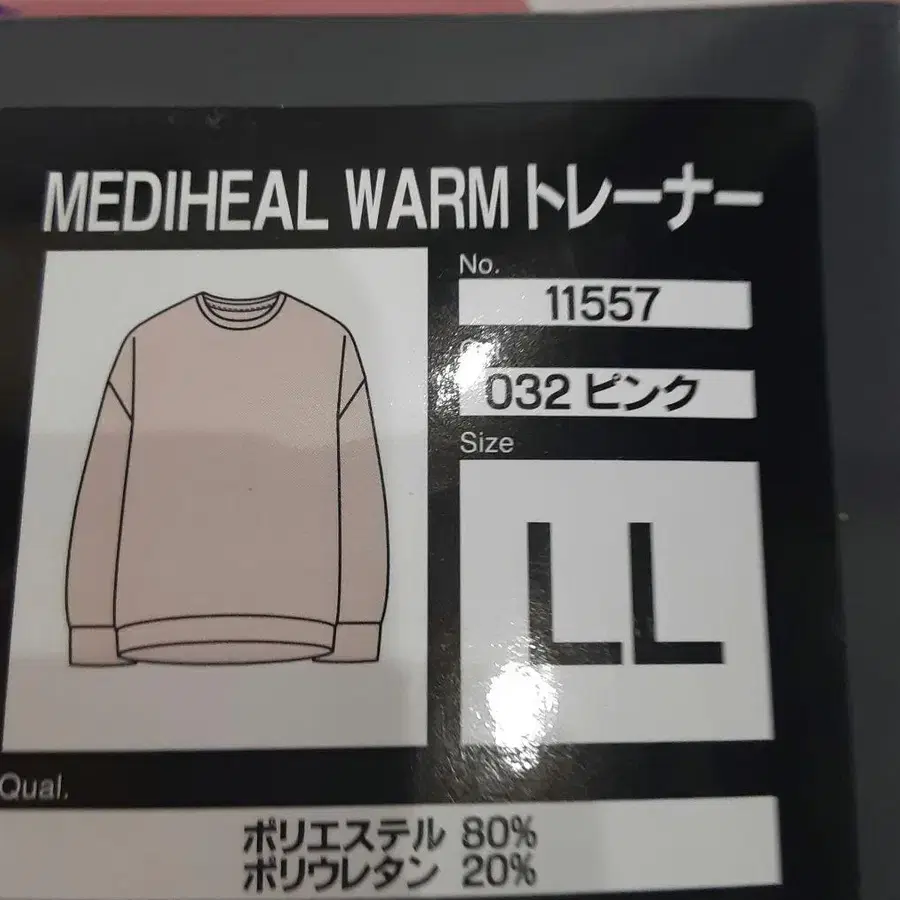 MEDIHEAL WARM トレーナー
No.
11557
032 ピンク
Size
LL
Qual.
ポリエステル 80%
ポリウレタン 20%